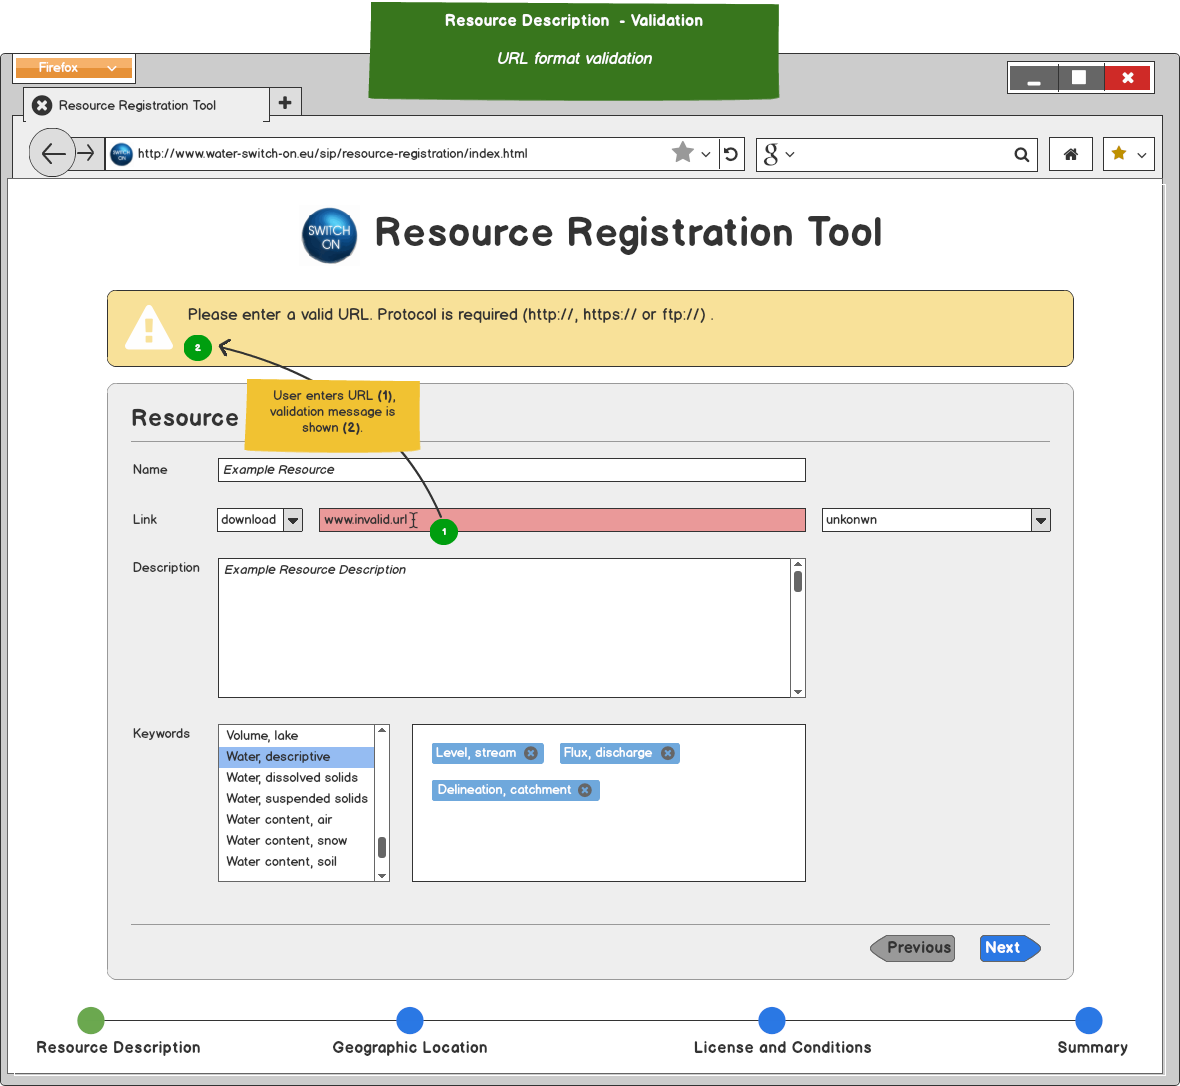 Resource Description - Validation
URL format validation
Firefox
Resource Registration Tool
http://www.water-switch-on.eu/sip/resource-registration/index.html
g
SWITCH
ON
Resource Registration Tool
Please enter a valid URL. Protocol is required (http://, https:// or ftp://) .
2
User enters URL (1),
validation message is
shown (2).
Resource
Name
Example Resource
Link
download
www.invalid.url
unkonwn
1
Description
Example Resource Description
Keywords
Volume, lake
Water, descriptive
Water, dissolved solids
Water, suspended solids
Water content, air
Water content, snow
Water content, soil
Level, stream
Flux, discharge
Delineation, catchment
Previous
Next
Resource Description
Geographic Location
License and Conditions
Summary